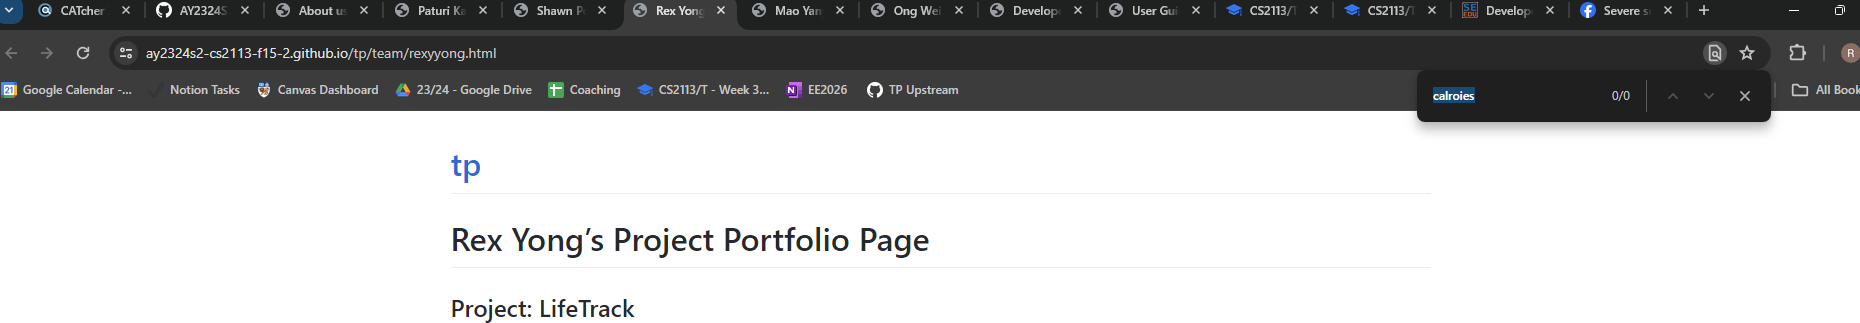 CATcher AY2324S About us Paturi Ka Shawn P Rex Yong Mao Yan Ong Wei Develop User Gui CS2113/T CS2113/T Develop Severe s
ay2324s2-cs2113-f15-2.github.io/tp/team/rexyyong.html R
Google Calendar -... Notion Tasks Canvas Dashboard 23/24 - Google Drive Coaching CS2113/T - Week 3... EE2026 TP Upstream All Book
calroies 0/0
tp
Rex Yong’s Project Portfolio Page
Project: LifeTrack